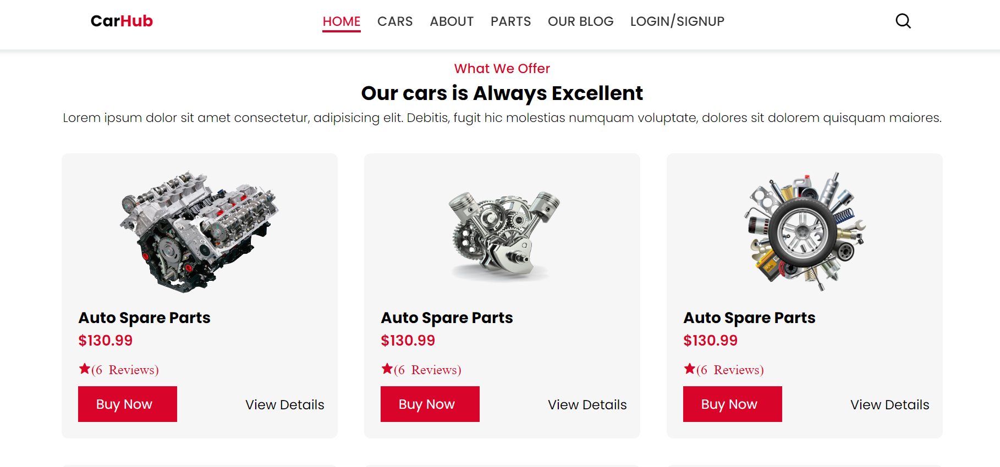 CarHub HOME CARS ABOUT PARTS OUR BLOG LOGIN/SIGNUP
What We Offer
Our cars is Always Excellent
Lorem ipsum dolor sit amet consectetur, adipisicing elit. Debitis, fugit hic molestias numquam voluptate, dolores sit dolorem quisquam maiores.
Auto Spare Parts
$130.99
(6 Reviews)
Buy Now View Details
Auto Spare Parts
$130.99
(6 Reviews)
Buy Now View Details
Auto Spare Parts
$130.99
(6 Reviews)
Buy Now View Details